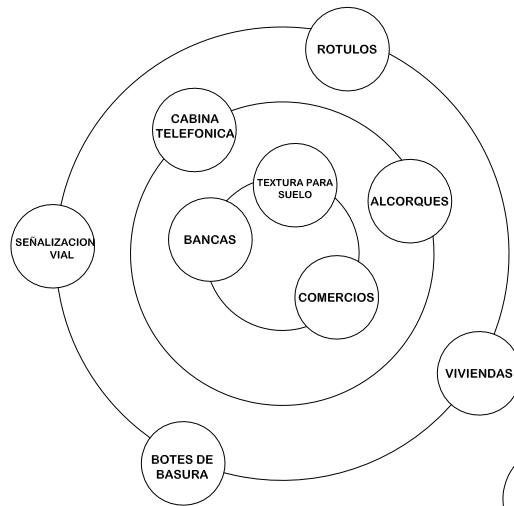 ROTULOS
CABINA
TELEFONICA
TEXTURA PARA
SUELO
ALCORQUES
BANCAS
SEÑALIZACION
VIAL
COMERCIOS
VIVIENDAS
BOTES DE
BASURA